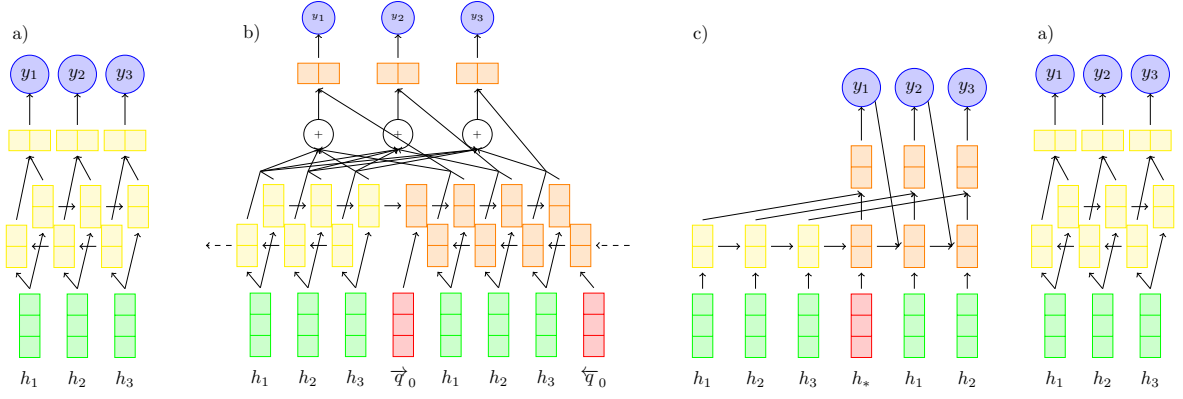 a)
y₁ y₂ y₃
h₁ h₂ h₃
b)
y₁ y₂ y₃
+ + +
h₁ h₂ h₃ →q₀ h₁ h₂ h₃ ←q₀
c)
y₁ y₂ y₃
h₁ h₂ h₃ h* h₁ h₂
a)
y₁ y₂ y₃
h₁ h₂ h₃